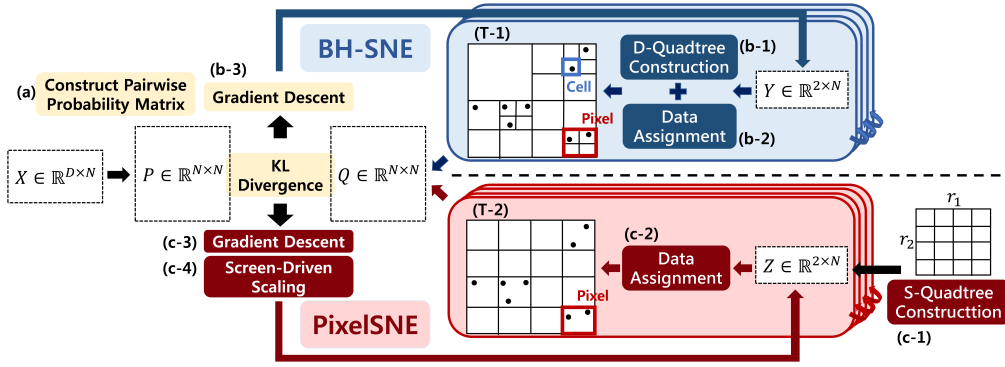 BH-SNE
(T-1)
D-Quadtree
Construction
(b-1)
Cell
(b-3)
(a)
Construct Pairwise
Probability Matrix
Gradient Descent
Y ∈ ℝ^{2×N}
Data
Assignment
(b-2)
Pixel
X ∈ ℝ^{D×N}
P ∈ ℝ^{N×N}
KL
Divergence
Q ∈ ℝ^{N×N}
(T-2)
r_1
r_2
(c-3)
Gradient Descent
(c-4)
Screen-Driven
Scaling
(c-2)
Data
Assignment
Z ∈ ℝ^{2×N}
Pixel
S-Quadtree
Constructtion
(c-1)
PixelSNE